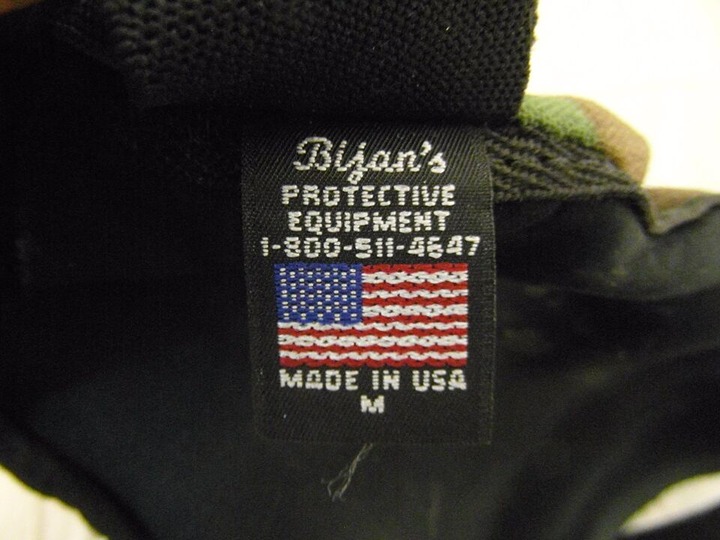 Bijan's
PROTECTIVE
EQUIPMENT
1-800-511-4647
MADE IN USA
M